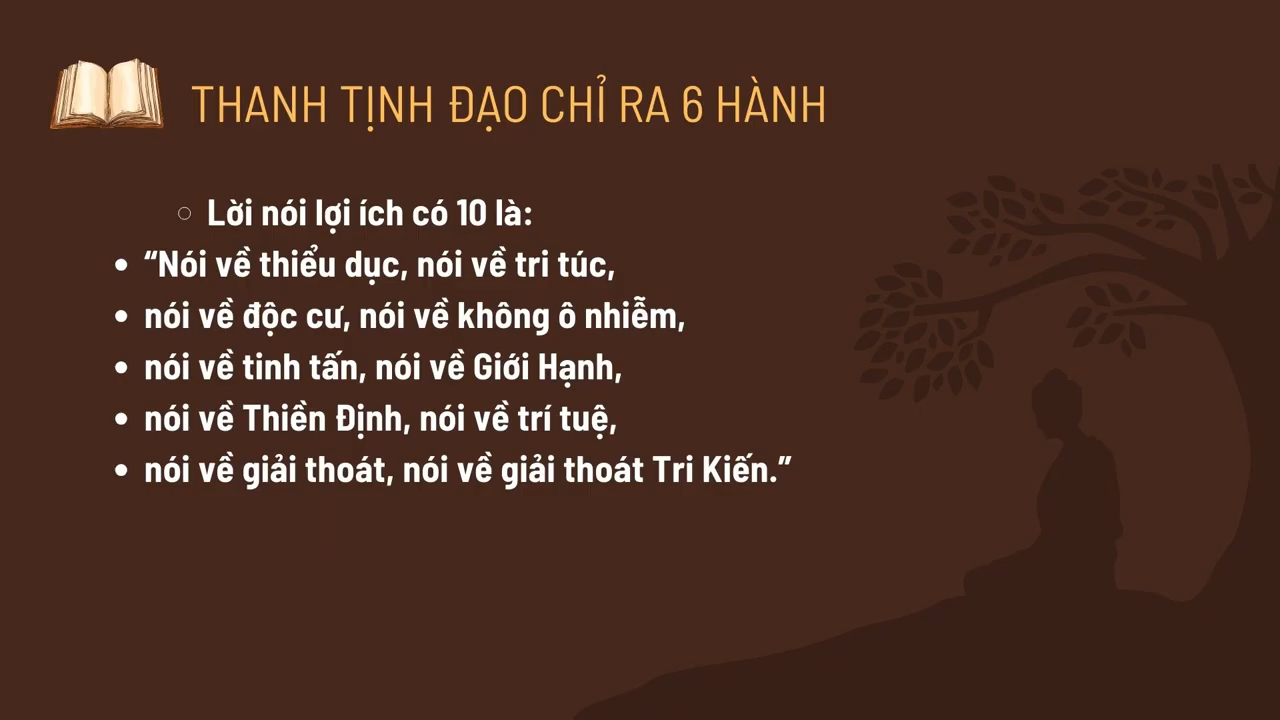 THANH TỊNH ĐẠO CHỈ RA 6 HÀNH
Lời nói lợi ích có 10 là:
“Nói về thiểu dục, nói về tri túc,
nói về độc cư, nói về không ô nhiễm,
nói về tinh tấn, nói về Giới Hạnh,
nói về Thiền Định, nói về trí tuệ,
nói về giải thoát, nói về giải thoát Tri Kiến.”